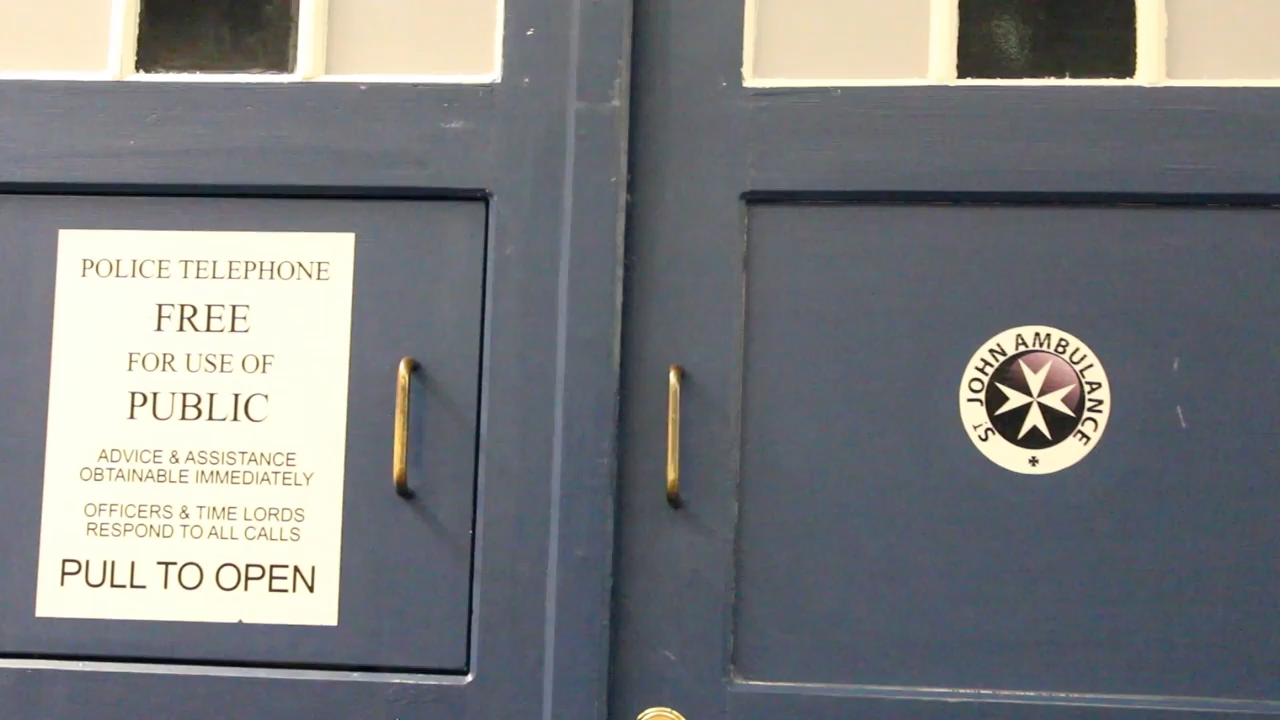 POLICE TELEPHONE
FREE
FOR USE OF
PUBLIC
ADVICE & ASSISTANCE
OBTAINABLE IMMEDIATELY
OFFICERS & TIME LORDS
RESPOND TO ALL CALLS
PULL TO OPEN
ST JOHN AMBULANCE